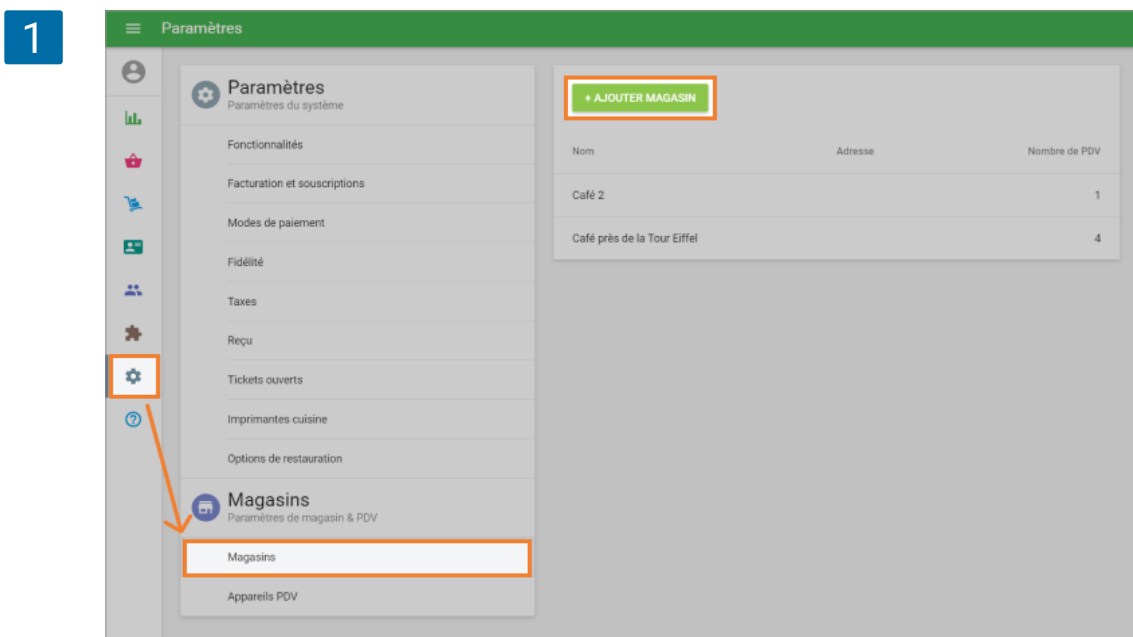 1
Paramètres
Paramètres
Paramètres du système
Fonctionnalités
Facturation et souscriptions
Modes de paiement
Fidélité
Taxes
Reçu
Tickets ouverts
Imprimantes cuisine
Options de restauration
Magasins
Paramètres de magasin & PDV
Magasins
Appareils PDV
+ AJOUTER MAGASIN
Nom Adresse Nombre de PDV
Café 2 1
Café près de la Tour Eiffel 4